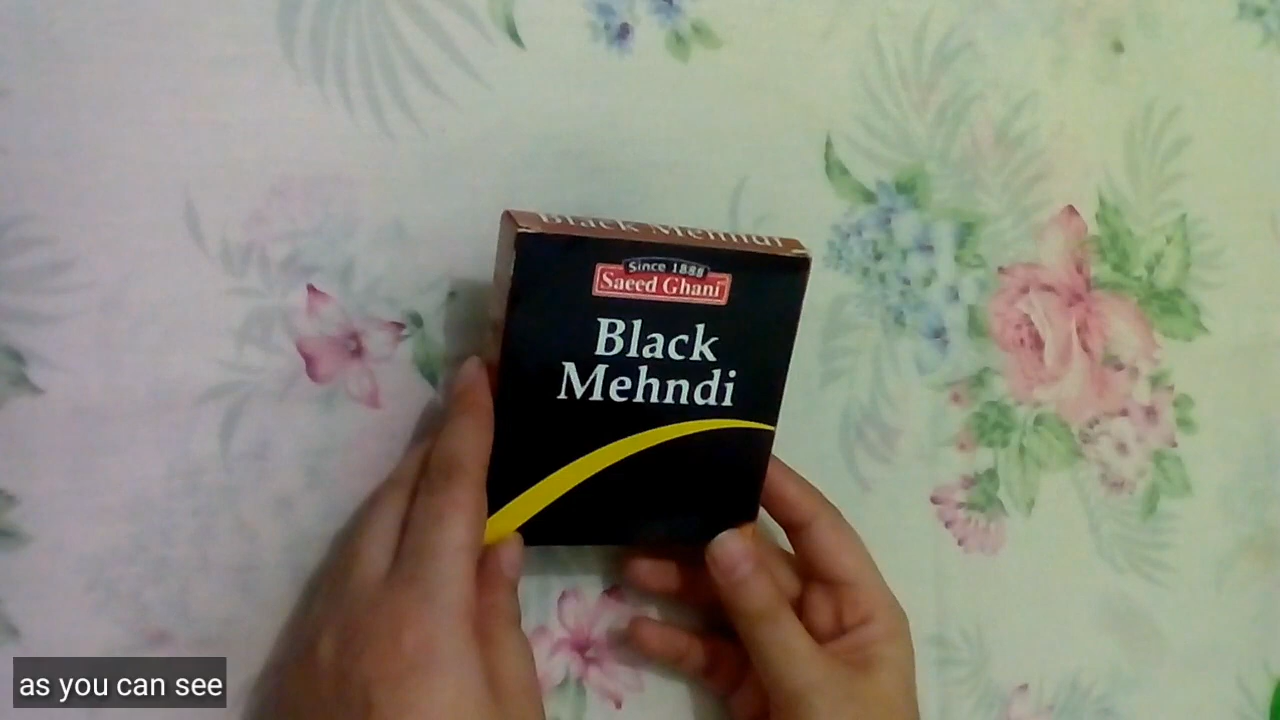 Black Mehndi
Since 1888
Saeed Ghani
Black
Mehndi
as you can see